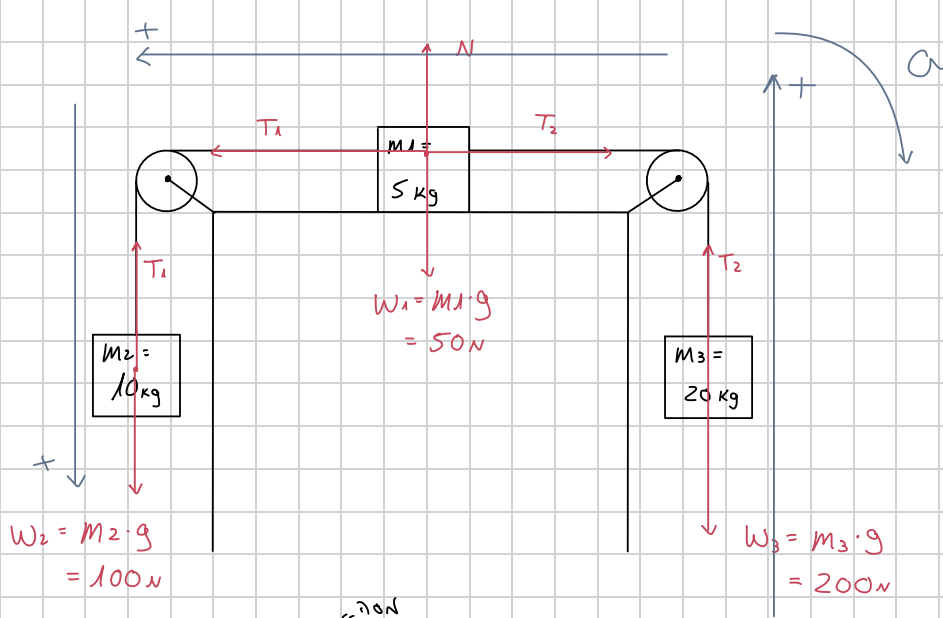 +
N
a
+
T1
T2
m1 =
5 kg
T1
T2
W1 = m1·g
= 50N
m2 =
10kg
m3 =
20 kg
+
W2 = m2·g
= 100N
W3 = m3·g
= 200N